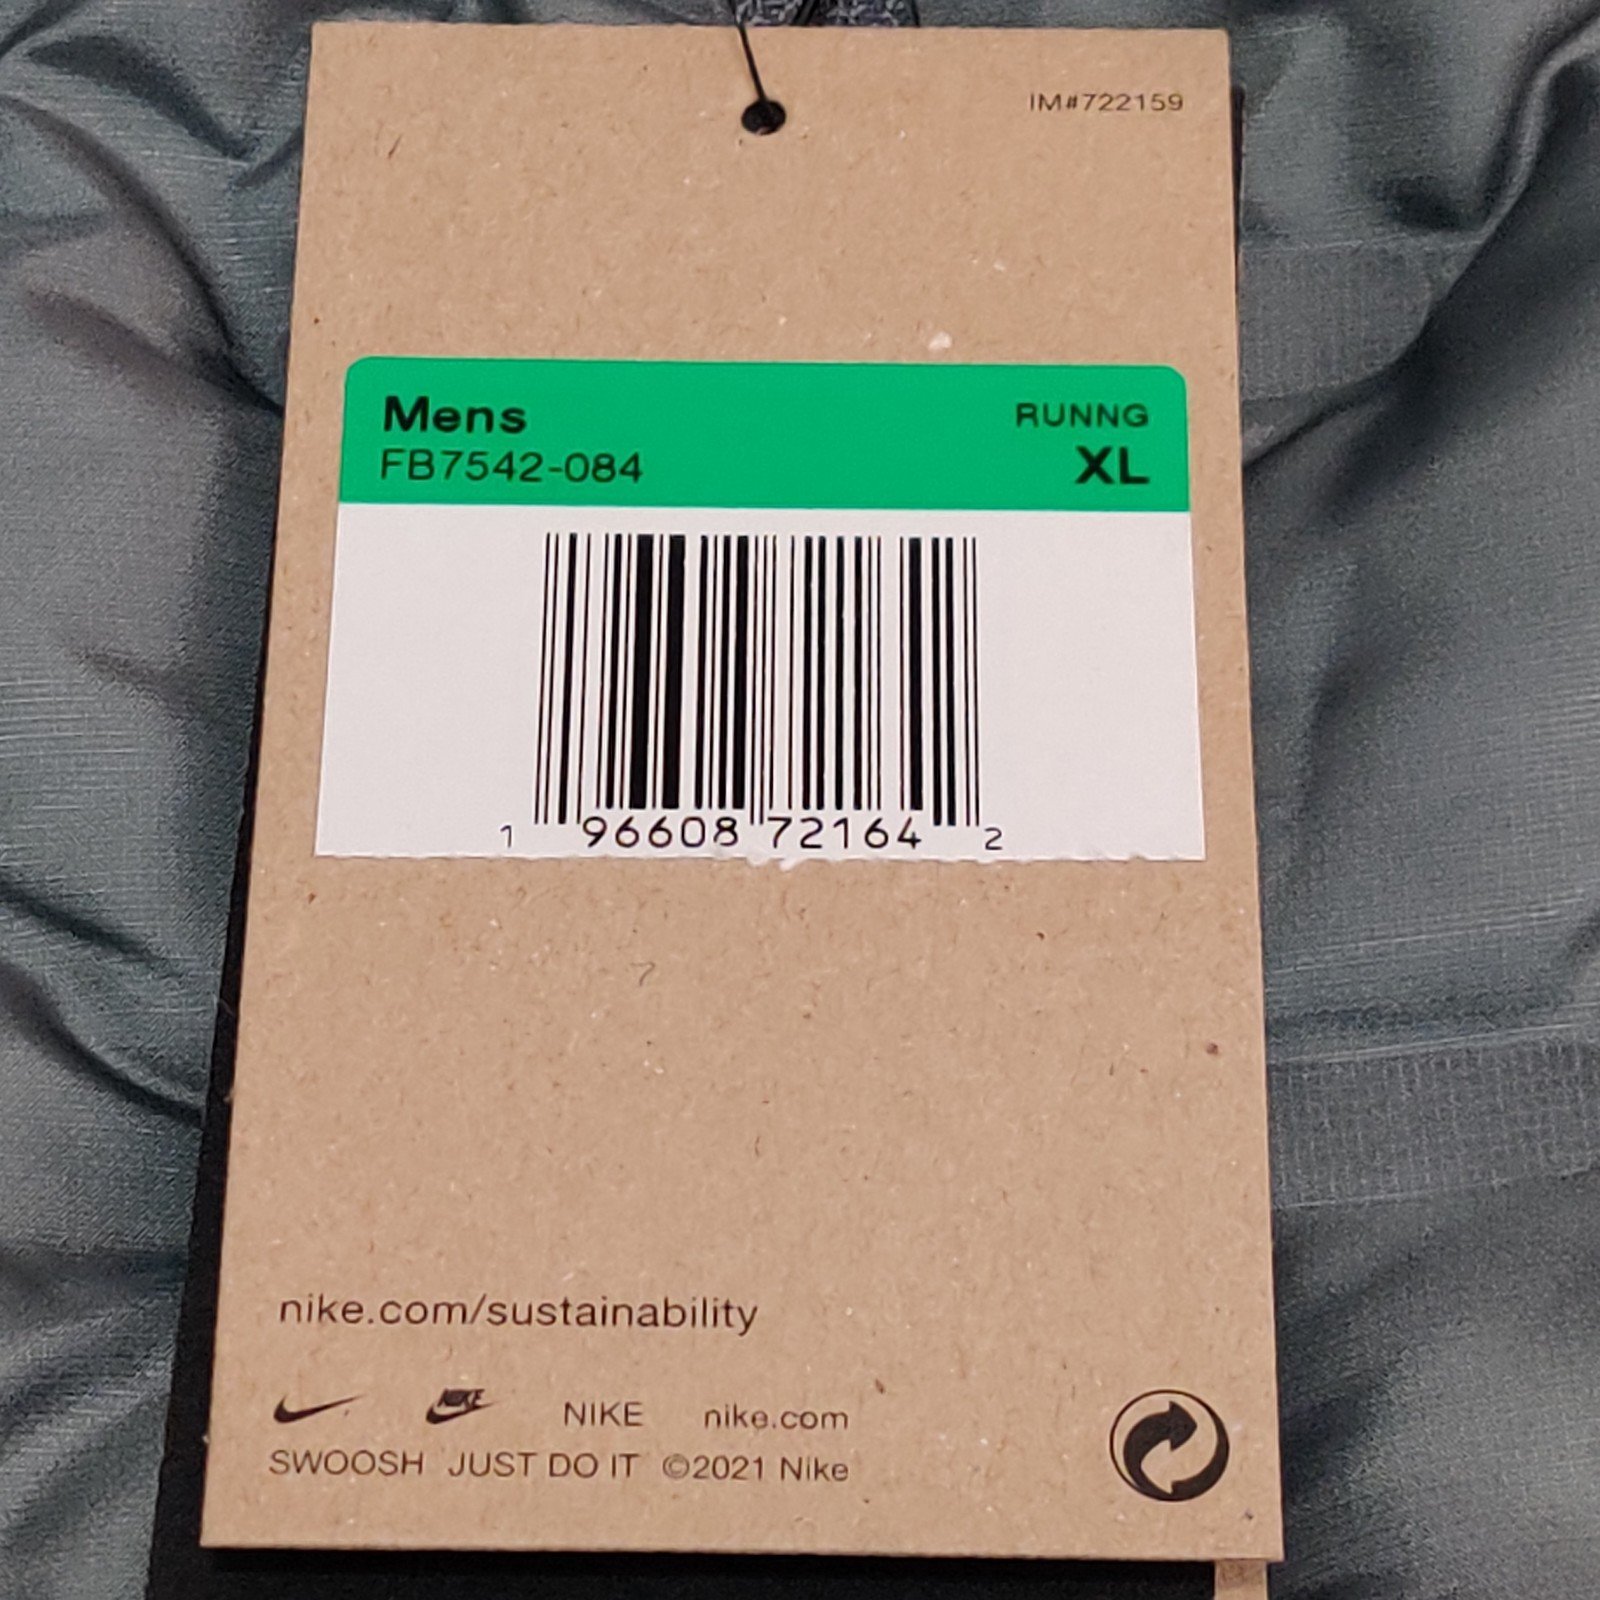 IM#722159
Mens RUNNG
FB7542-084 XL
1 96608 72164 2
nike.com/sustainability
NIKE NIKE nike.com
SWOOSH JUST DO IT ©2021 Nike